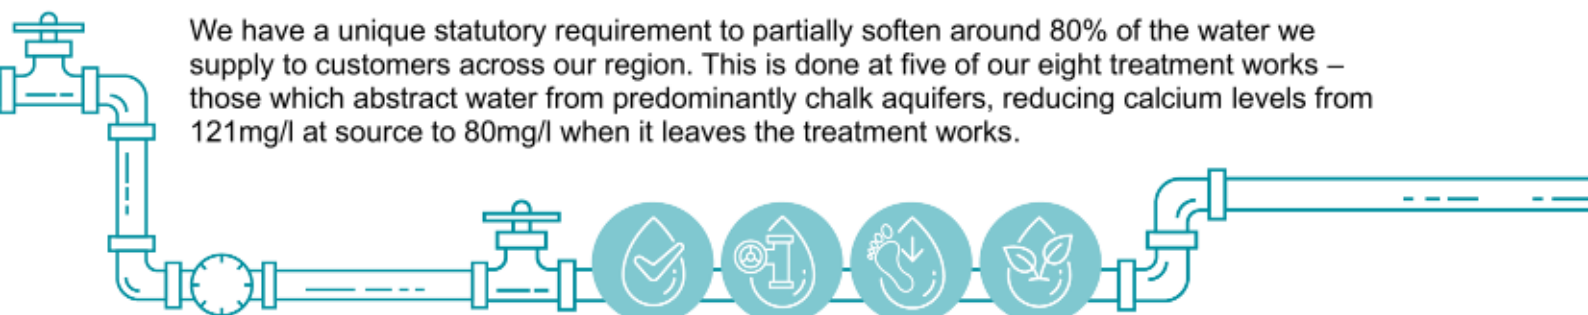 We have a unique statutory requirement to partially soften around 80% of the water we
supply to customers across our region. This is done at five of our eight treatment works –
those which abstract water from predominantly chalk aquifers, reducing calcium levels from
121mg/l at source to 80mg/l when it leaves the treatment works.